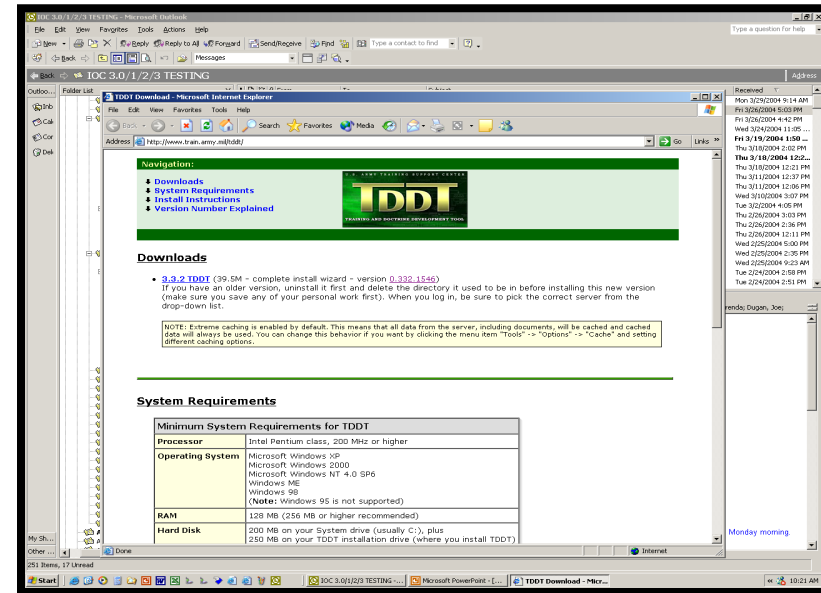 IOC 3.0/1/2/3 TESTING - Microsoft Outlook
File Edit View Favorites Tools Actions Help
Type a question for help
New Reply Reply to All Forward Send/Receive Find Type a contact to find
Back Messages
Back IOC 3.0/1/2/3 TESTING Address
Outloo... Folder List
Inb
Cal
Cor
My Sh...
Other ...
TDDT Download - Microsoft Internet Explorer
File Edit View Favorites Tools Help
Back Search Favorites Media
Address http://www.train.army.mil/tddt/ Go Links »
Navigation:
Downloads
System Requirements
Install Instructions
Version Number Explained
U.S. ARMY TRAINING SUPPORT CENTER
TDDT
TRAINING AND DOCTRINE DEVELOPMENT TOOL
Downloads
• 3.3.2 TDDT (39.5M - complete install wizard - version 0.332.1546)
If you have an older version, uninstall it first and delete the directory it used to be in before installing this new version
(make sure you save any of your personal work first). When you log in, be sure to pick the correct server from the
drop-down list.
NOTE: Extreme caching is enabled by default. This means that all data from the server, including documents, will be cached and cached
data will always be used. You can change this behavior if you want by clicking the menu item "Tools" -> "Options" -> "Cache" and setting
different caching options.
System Requirements
Minimum System Requirements for TDDT
Processor Intel Pentium class, 200 MHz or higher
Operating System Microsoft Windows XP
Microsoft Windows 2000
Microsoft Windows NT 4.0 SP6
Windows ME
Windows 98
(Note: Windows 95 is not supported)
RAM 128 MB (256 MB or higher recommended)
Hard Disk 200 MB on your System drive (usually C:), plus
250 MB on your TDDT installation drive (where you install TDDT)
Done Internet
Received
Mon 3/29/2004 9:14 AM
Fri 3/26/2004 5:03 PM
Fri 3/26/2004 4:42 PM
Wed 3/24/2004 11:05 ...
Fri 3/19/2004 1:50 ...
Thu 3/18/2004 2:02 PM
Thu 3/18/2004 12:2...
Thu 3/18/2004 12:21 PM
Thu 3/11/2004 12:37 PM
Thu 3/11/2004 12:06 PM
Wed 3/10/2004 3:07 PM
Tue 3/2/2004 4:05 PM
Thu 2/26/2004 3:03 PM
Thu 2/26/2004 2:36 PM
Thu 2/26/2004 12:11 PM
Wed 2/25/2004 5:00 PM
Wed 2/25/2004 2:35 PM
Wed 2/25/2004 9:23 AM
Tue 2/24/2004 2:58 PM
Tue 2/24/2004 2:51 PM
renda; Dugan, Joe;
Monday morning.
251 Items, 17 Unread
Start IOC 3.0/1/2/3 TESTING -... Microsoft PowerPoint - [... TDDT Download - Micr... 10:21 AM